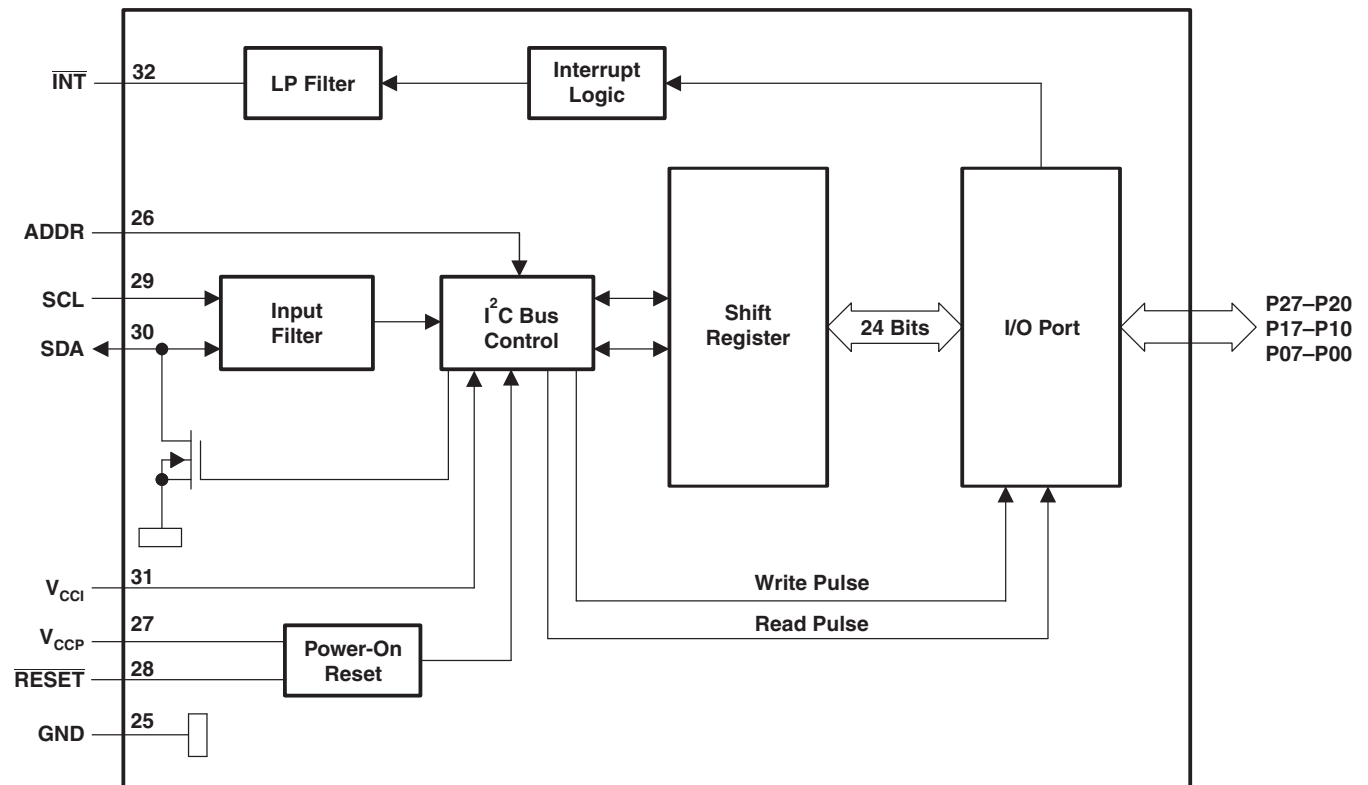 INT
32
LP Filter
Interrupt
Logic
ADDR
26
SCL
29
SDA
30
Input
Filter
I²C Bus
Control
Shift
Register
24 Bits
I/O Port
P27–P20
P17–P10
P07–P00
VCCI
31
Write Pulse
VCCP
27
Read Pulse
RESET
28
Power-On
Reset
GND
25